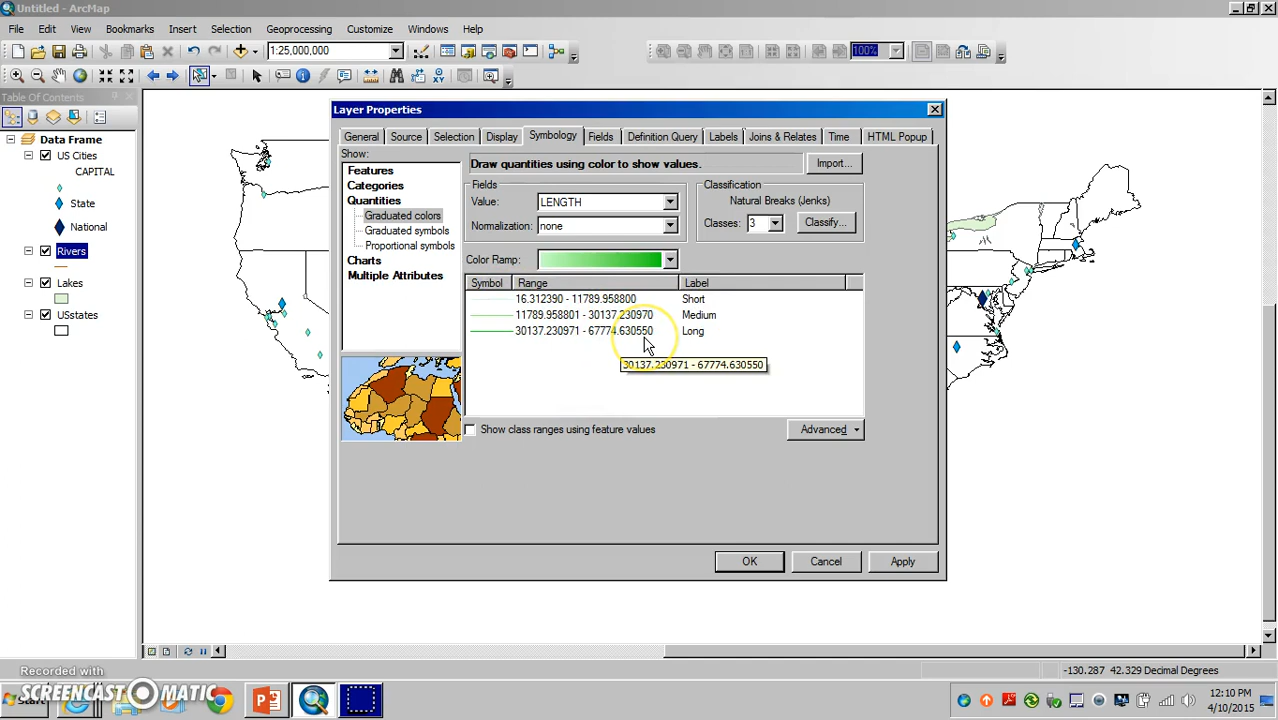 Untitled - ArcMap
File Edit View Bookmarks Insert Selection Geoprocessing Customize Windows Help
1:25,000,000
100%
Table Of Contents
Layer Properties
General Source Selection Display Symbology Fields Definition Query Labels Joins & Relates Time HTML Popup
Data Frame
US Cities
CAPITAL
State
National
Rivers
Lakes
UStates
Show:
Features
Categories
Quantities
Graduated colors
Graduated symbols
Proportional symbols
Charts
Multiple Attributes
Draw quantities using color to show values.
Import...
Fields
Value: LENGTH
Normalization: none
Classification
Natural Breaks (Jenks)
Classes: 3 Classify...
Color Ramp:
Symbol Range Label
16.312390 - 11789.958800 Short
11789.958801 - 30137.230970 Medium
30137.230971 - 67774.630550 Long
30137.230971 - 67774.630550
Show class ranges using feature values
Advanced
OK Cancel Apply
-130.287 42.329 Decimal Degrees
Recorded with
SCREENCAST MATIC
Start
12:10 PM
4/10/2015